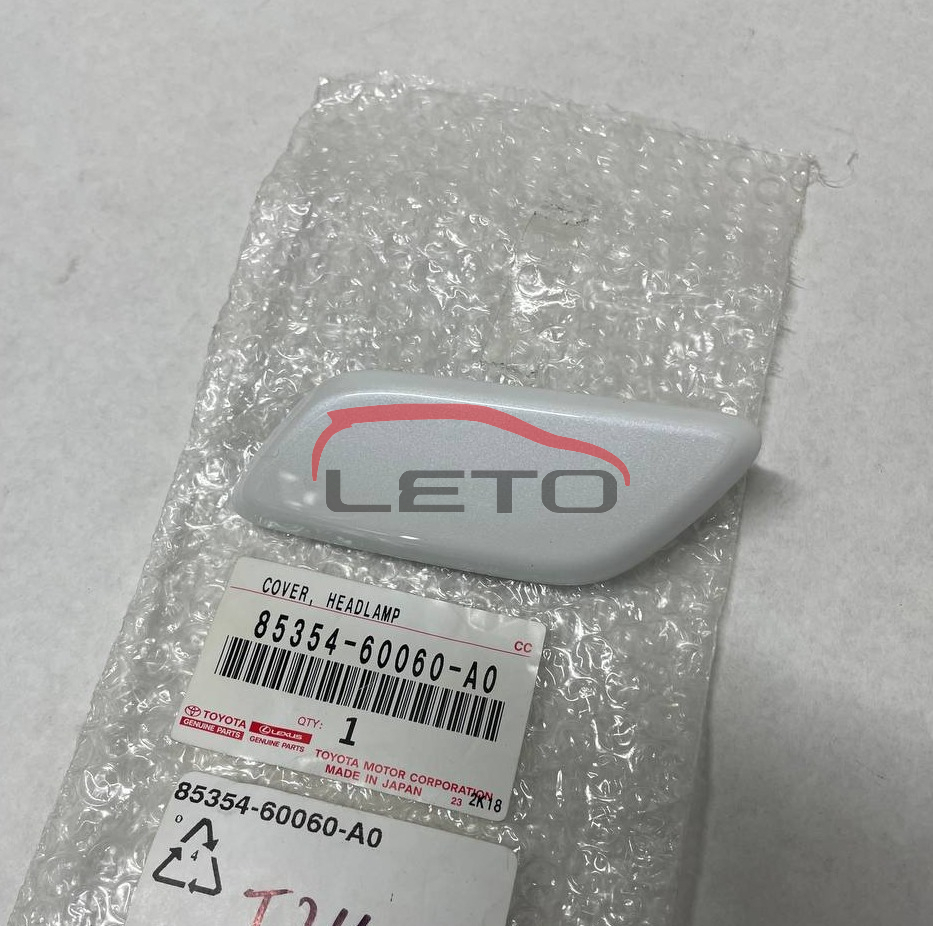 LETO
COVER, HEADLAMP
CC
85354-60060-A0
TOYOTA
GENUINE PARTS
LEXUS
GENUINE PARTS
QTY: 1
TOYOTA MOTOR CORPORATION
MADE IN JAPAN
23 2K18
85354-60060-A0
4